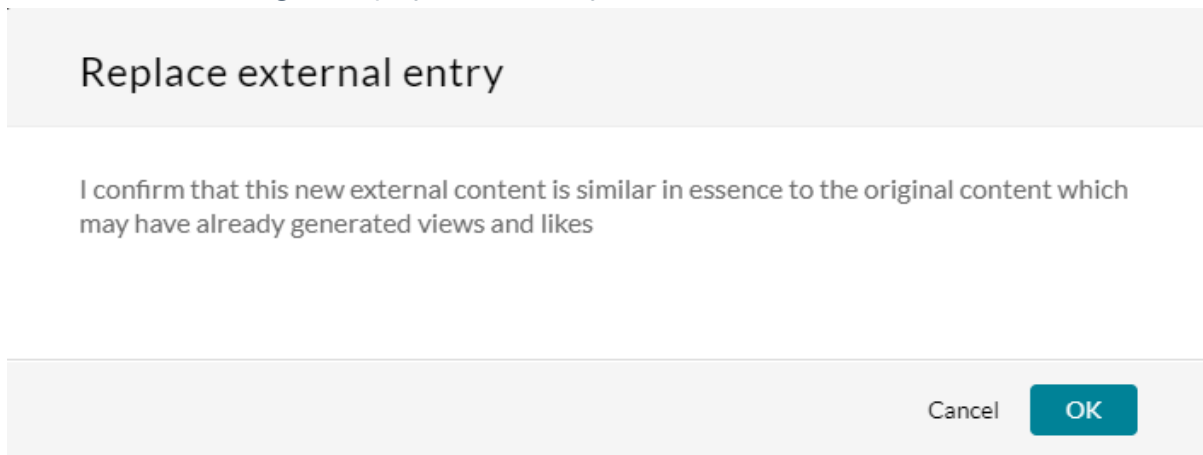 Replace external entry
I confirm that this new external content is similar in essence to the original content which
may have already generated views and likes
Cancel OK